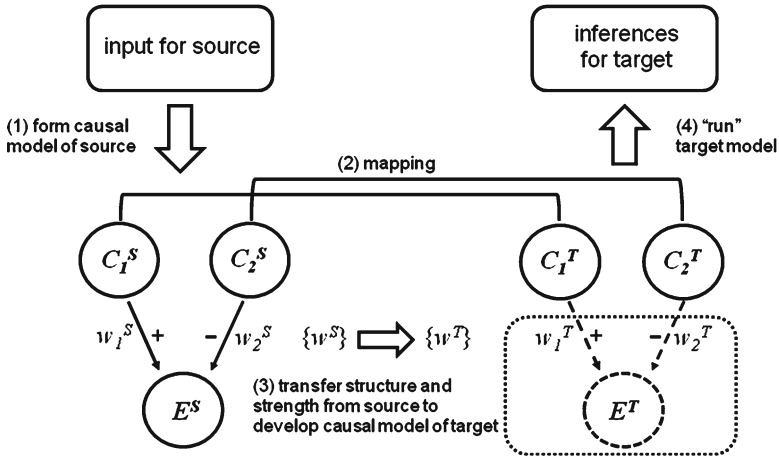 input for source
inferences
for target
(1) form causal
model of source
(4) "run"
target model
(2) mapping
C₁ˢ
C₂ˢ
C₁ᵀ
C₂ᵀ
w₁ˢ + − w₂ˢ
{wˢ} {wᵀ}
w₁ᵀ + − w₂ᵀ
(3) transfer structure and
strength from source to
develop causal model of target
Eˢ
Eᵀ